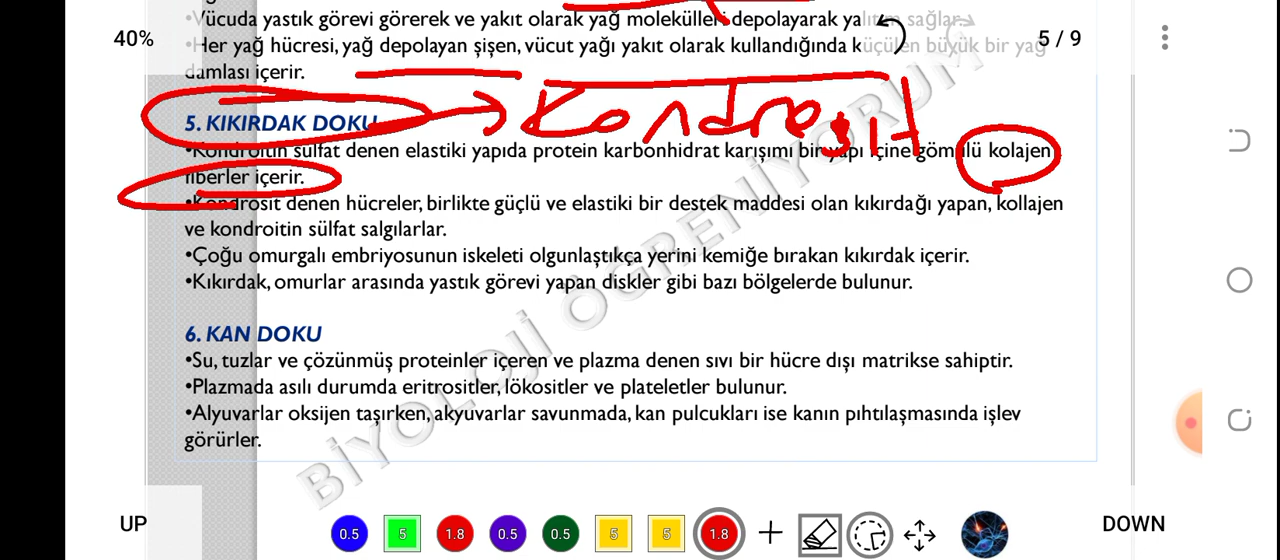 •Vücuda yastık görevi görerek ve yakıt olarak yağ molekülleri depolayarak yalıtım sağlar.
40%
5 / 9
•Her yağ hücresi, yağ depolayan şişen, vücut yağı yakıt olarak kullandığında küçülen büyük bir yağ
damlası içerir.
Kondrosit
5. KIKIRDAK DOKU
•Kondroitin sülfat denen elastiki yapıda protein karbonhidrat karışımı bir yapı içine gömülü kolajen
fiberler içerir.
•Kondrosit denen hücreler, birlikte güçlü ve elastiki bir destek maddesi olan kıkırdağı yapan, kollajen
ve kondroitin sülfat salgılarlar.
•Çoğu omurgalı embriyosunun iskeleti olgunlaştıkça yerini kemiğe bırakan kıkırdak içerir.
•Kıkırdak, omurlar arasında yastık görevi yapan diskler gibi bazı bölgelerde bulunur.
6. KAN DOKU
•Su, tuzlar ve çözünmüş proteinler içeren ve plazma denen sıvı bir hücre dışı matrikse sahiptir.
•Plazmada asılı durumda eritrositler, lökositler ve plateletler bulunur.
•Alyuvarlar oksijen taşırken, akyuvarlar savunmada, kan pulcukları ise kanın pıhtılaşmasında işlev
görürler.
BİYOLOJİ ÖĞRENİYORUM
UP
0.5 5 1.8 0.5 0.5 5 5 1.8
DOWN